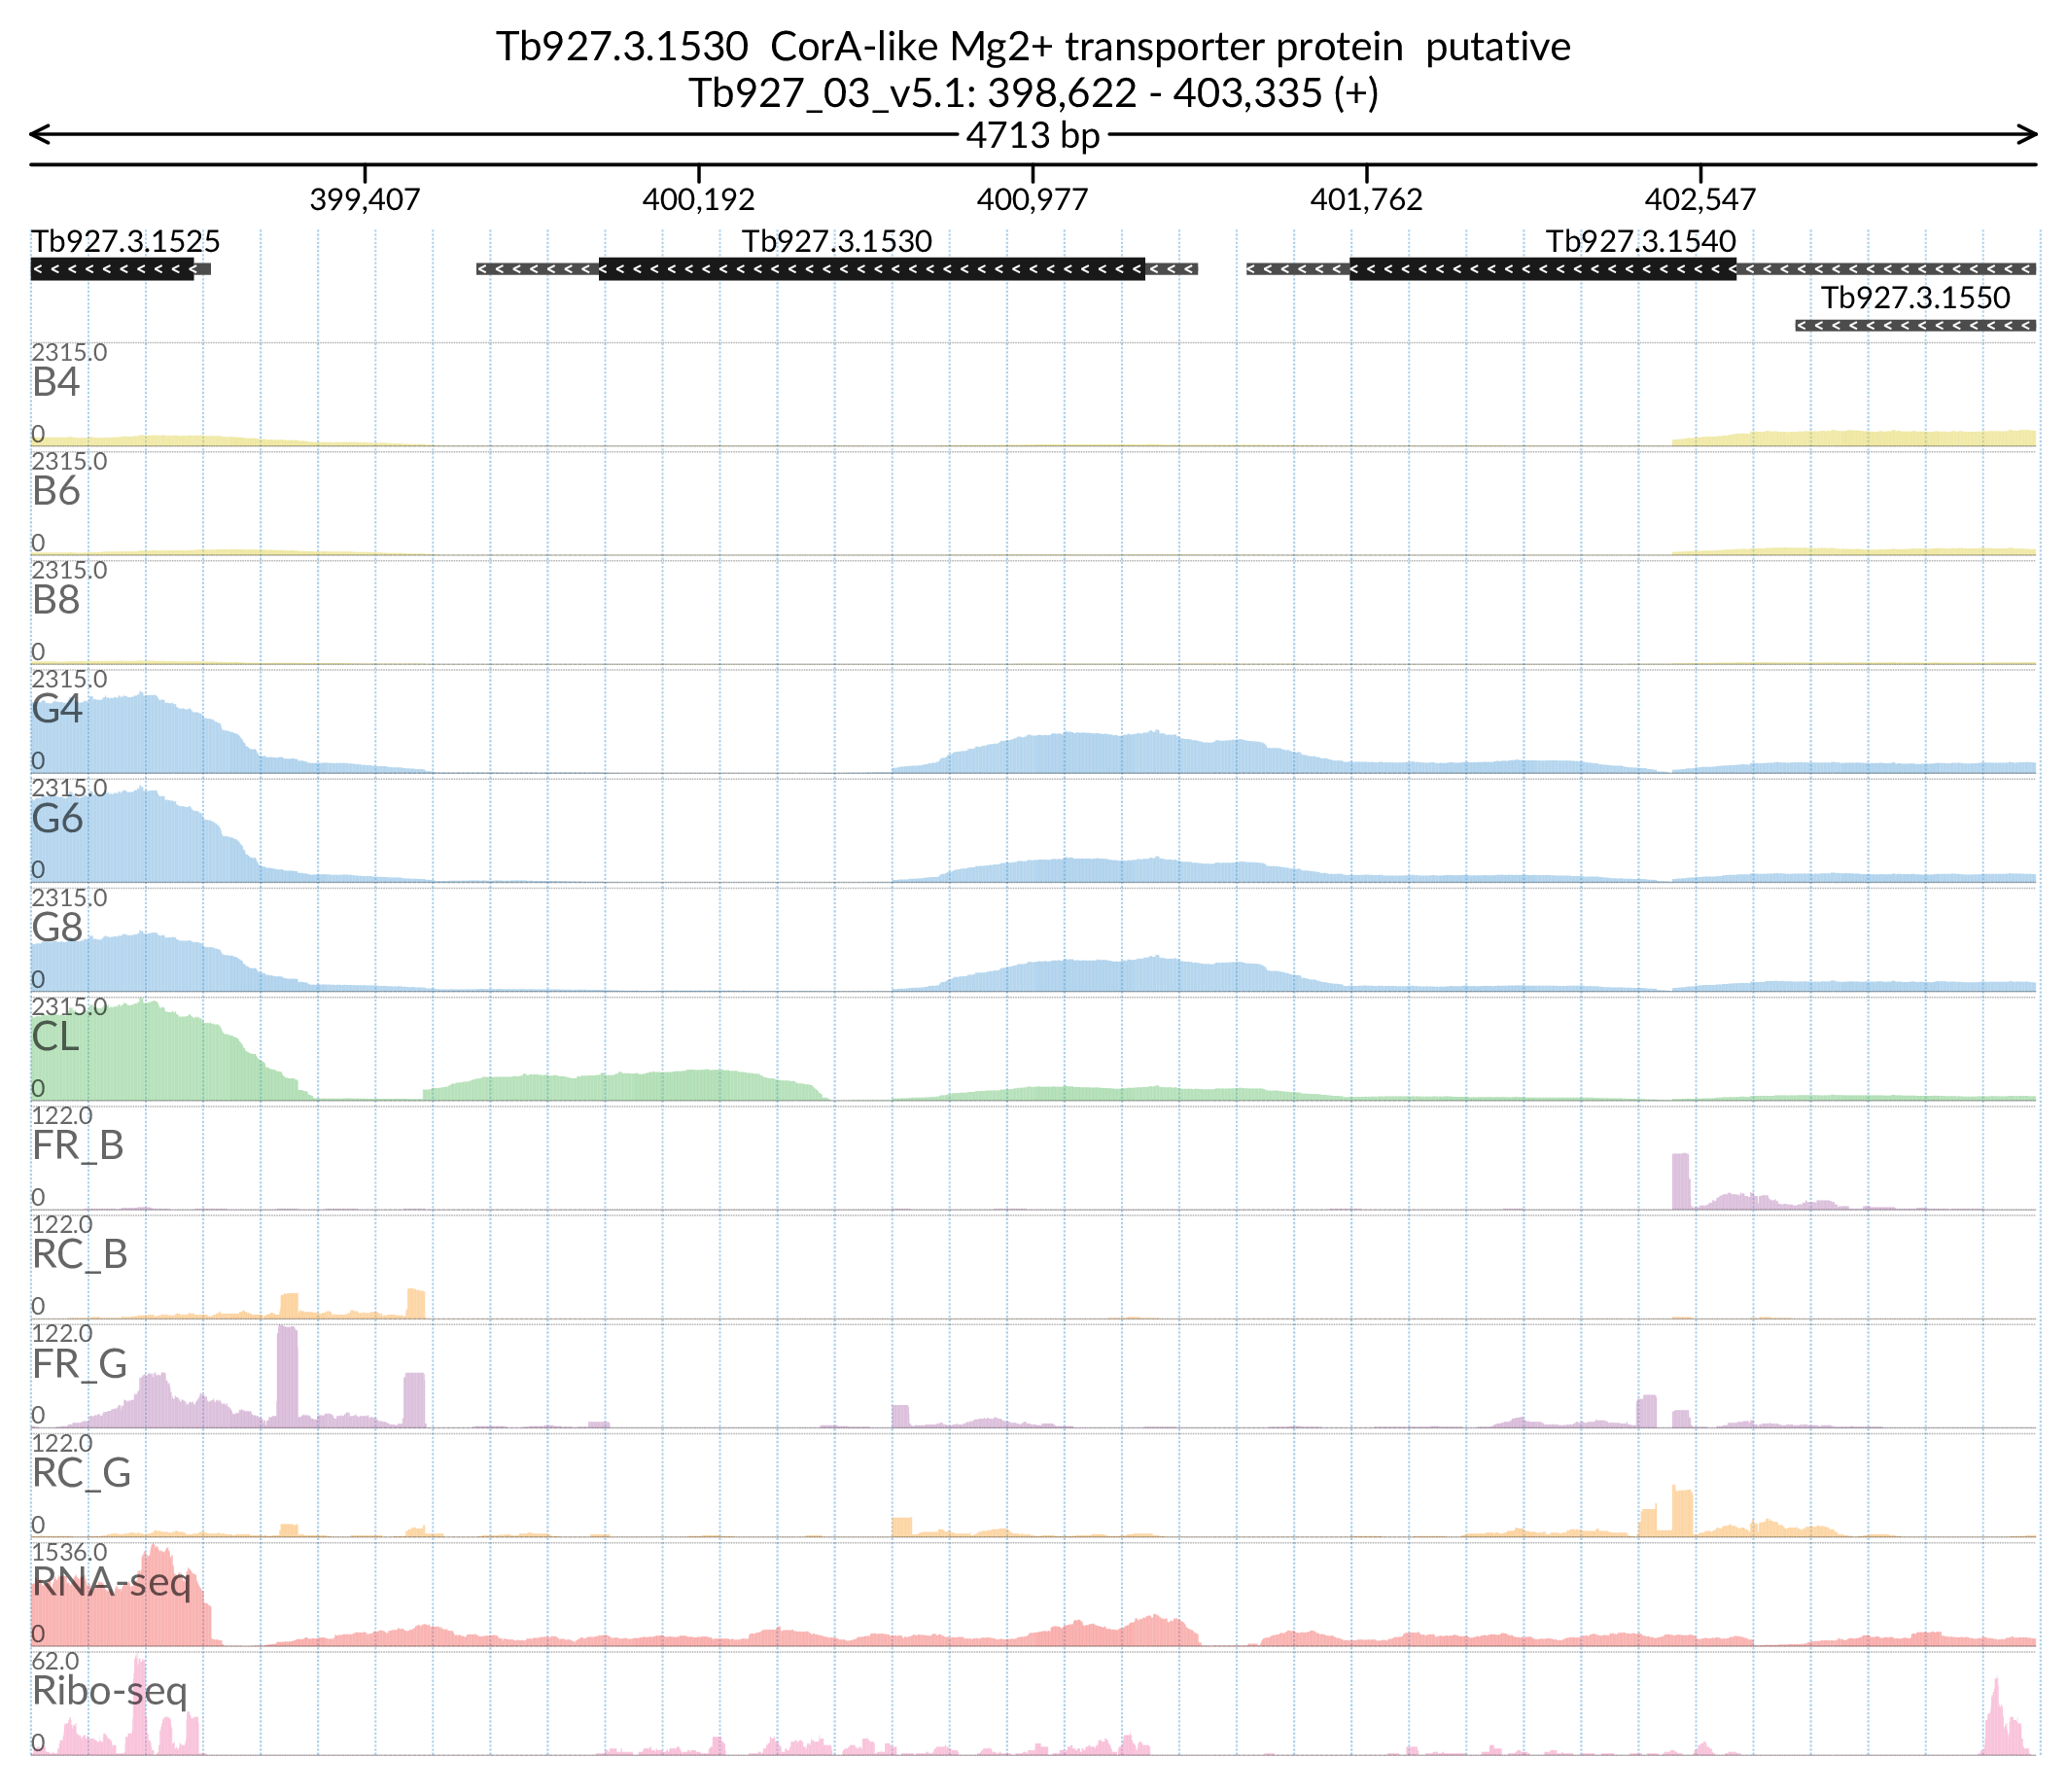 Tb927.3.1530  CorA-like Mg2+ transporter protein  putative
Tb927_03_v5.1: 398,622 - 403,335 (+)
4713 bp
399,407 400,192 400,977 401,762 402,547
Tb927.3.1525 Tb927.3.1530 Tb927.3.1540
Tb927.3.1550
2315.0
B4
0
2315.0
B6
0
2315.0
B8
0
2315.0
G4
0
2315.0
G6
0
2315.0
G8
0
2315.0
CL
0
122.0
FR_B
0
122.0
RC_B
0
122.0
FR_G
0
122.0
RC_G
0
1536.0
RNA-seq
0
62.0
Ribo-seq
0